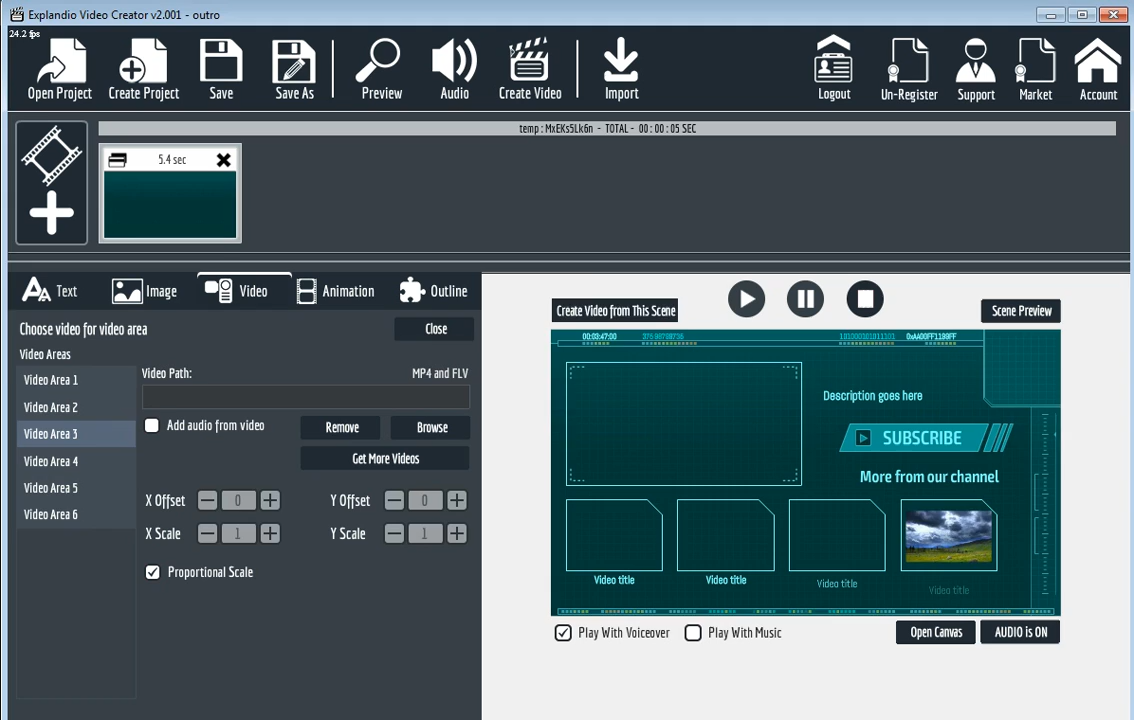 Explandio Video Creator v2.001 - outro
24.2 fps
Open Project
Create Project
Save
Save As
Preview
Audio
Create Video
Import
Logout
Un-Register
Support
Market
Account
temp : MxEKs5Lk6n - TOTAL - 00 : 00 : 05 SEC
5.4 sec
Text
Image
Video
Animation
Outline
Choose video for video area
Close
Video Areas
Video Area 1
Video Area 2
Video Area 3
Video Area 4
Video Area 5
Video Area 6
Video Path:
MP4 and FLV
Add audio from video
Remove
Browse
Get More Videos
X Offset
0
Y Offset
0
X Scale
1
Y Scale
1
Proportional Scale
Create Video from This Scene
Scene Preview
00:03:47:00
0xAA00FF1199FF
Description goes here
SUBSCRIBE
More from our channel
Video title
Video title
Video title
Video title
Play With Voiceover
Play With Music
Open Canvas
AUDIO is ON